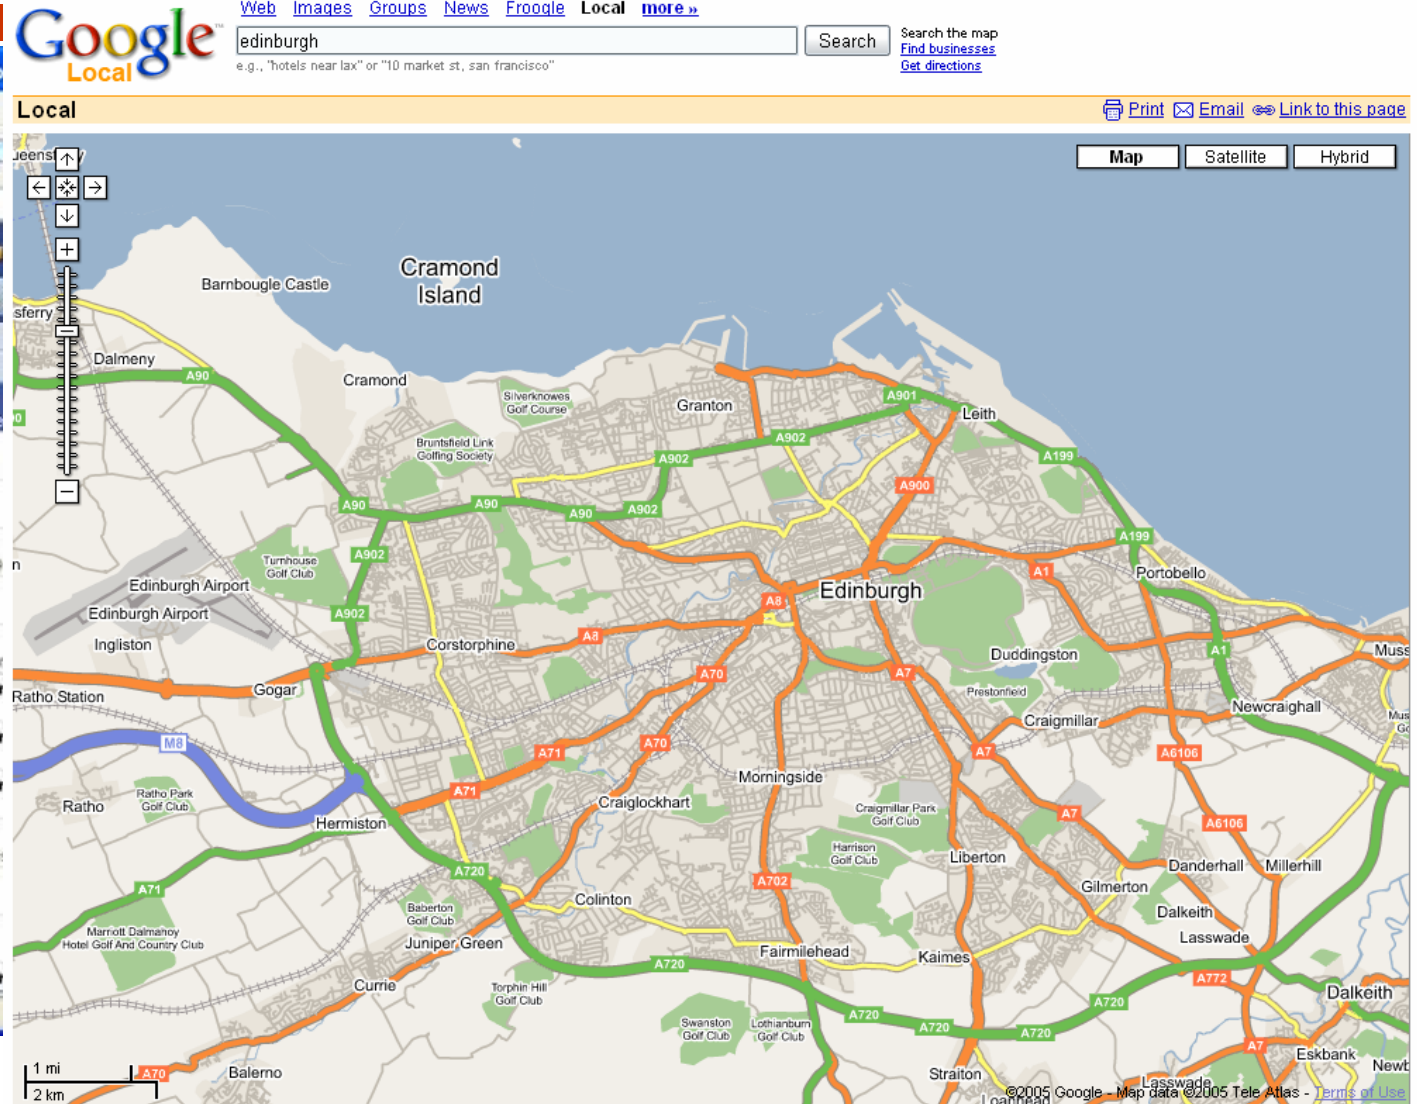 Web Images Groups News Froogle Local more »
Google
Local
edinburgh
Search
Search the map
Find businesses
Get directions
e.g., "hotels near lax" or "10 market st, san francisco"
Local
Print Email Link to this page
Map Satellite Hybrid
Cramond
Island
Barnbougle Castle
sferry
Dalmeny
A90
Cramond
Silverknowes
Golf Course
Granton
A901
Leith
A902
Bruntsfield Link
Golfing Society
A902
A199
A900
A90
A90
A90
A902
A199
A902
Turnhouse
Golf Club
A1
Portobello
Edinburgh Airport
Edinburgh
Edinburgh Airport
A8
A902
Ingliston
Corstorphine
A8
Duddingston
A1
A70
A7
Gogar
Ratho Station
Prestonfield
Craigmillar
Newcraighall
M8
A70
A71
A7
A6106
Morningside
A71
Ratho
Ratho Park
Golf Club
Craiglockhart
Craigmillar Park
Golf Club
A7
Hermiston
A6106
Harrison
Golf Club
Liberton
Danderhall
Millerhill
A720
A702
Gilmerton
A71
Colinton
Baberton
Golf Club
Dalkeith
Marriott Dalmahoy
Hotel Golf And Country Club
Juniper Green
Lasswade
Fairmilehead
Kaimes
A720
A772
Currie
Torphin Hill
Golf Club
Dalkeith
A720
A720
A720
A720
Swanston
Golf Club
Lothianburn
Golf Club
A7
Eskbank
1 mi
2 km
A70
Balerno
Straiton
Lasswade
Loanhead
©2005 Google - Map data ©2005 Tele Atlas - Terms of Use